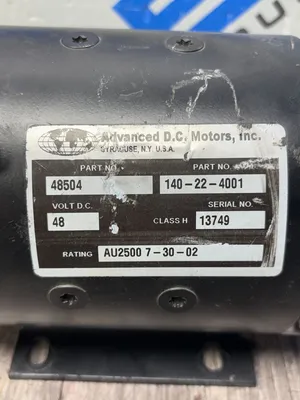 Advanced D.C. Motors, Inc.
SYRACUSE, N.Y. U.S.A.
PART NO. PART NO.
48504 140-22-4001
VOLT D.C. SERIAL NO.
48 CLASS H 13749
RATING AU2500 7-30-02